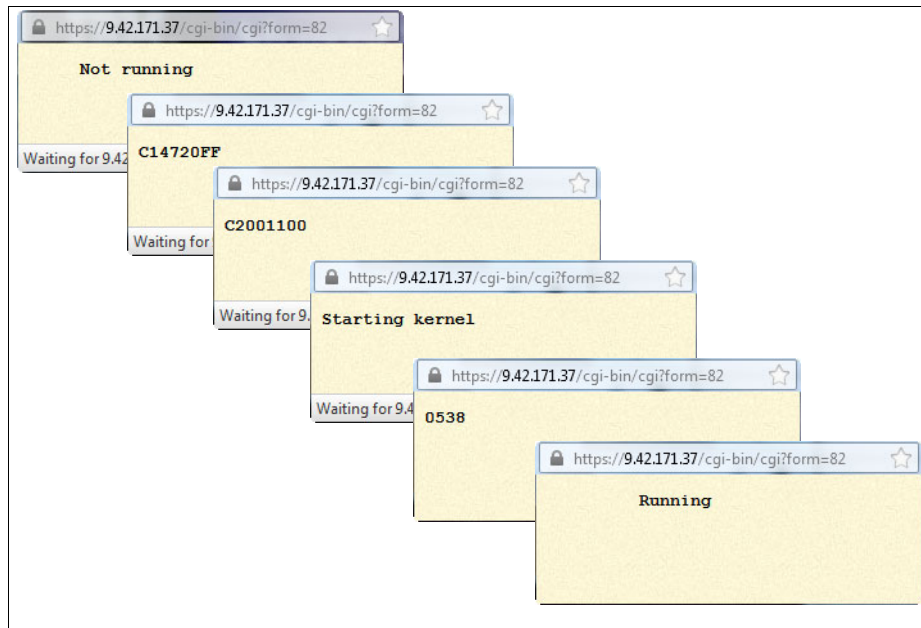 https://9.42.171.37/cgi-bin/cgi?form=82
Not running
Waiting for 9.42
https://9.42.171.37/cgi-bin/cgi?form=82
C14720FF
Waiting for
https://9.42.171.37/cgi-bin/cgi?form=82
C2001100
Waiting for 9.
https://9.42.171.37/cgi-bin/cgi?form=82
Starting kernel
Waiting for 9.4
https://9.42.171.37/cgi-bin/cgi?form=82
0538
https://9.42.171.37/cgi-bin/cgi?form=82
Running